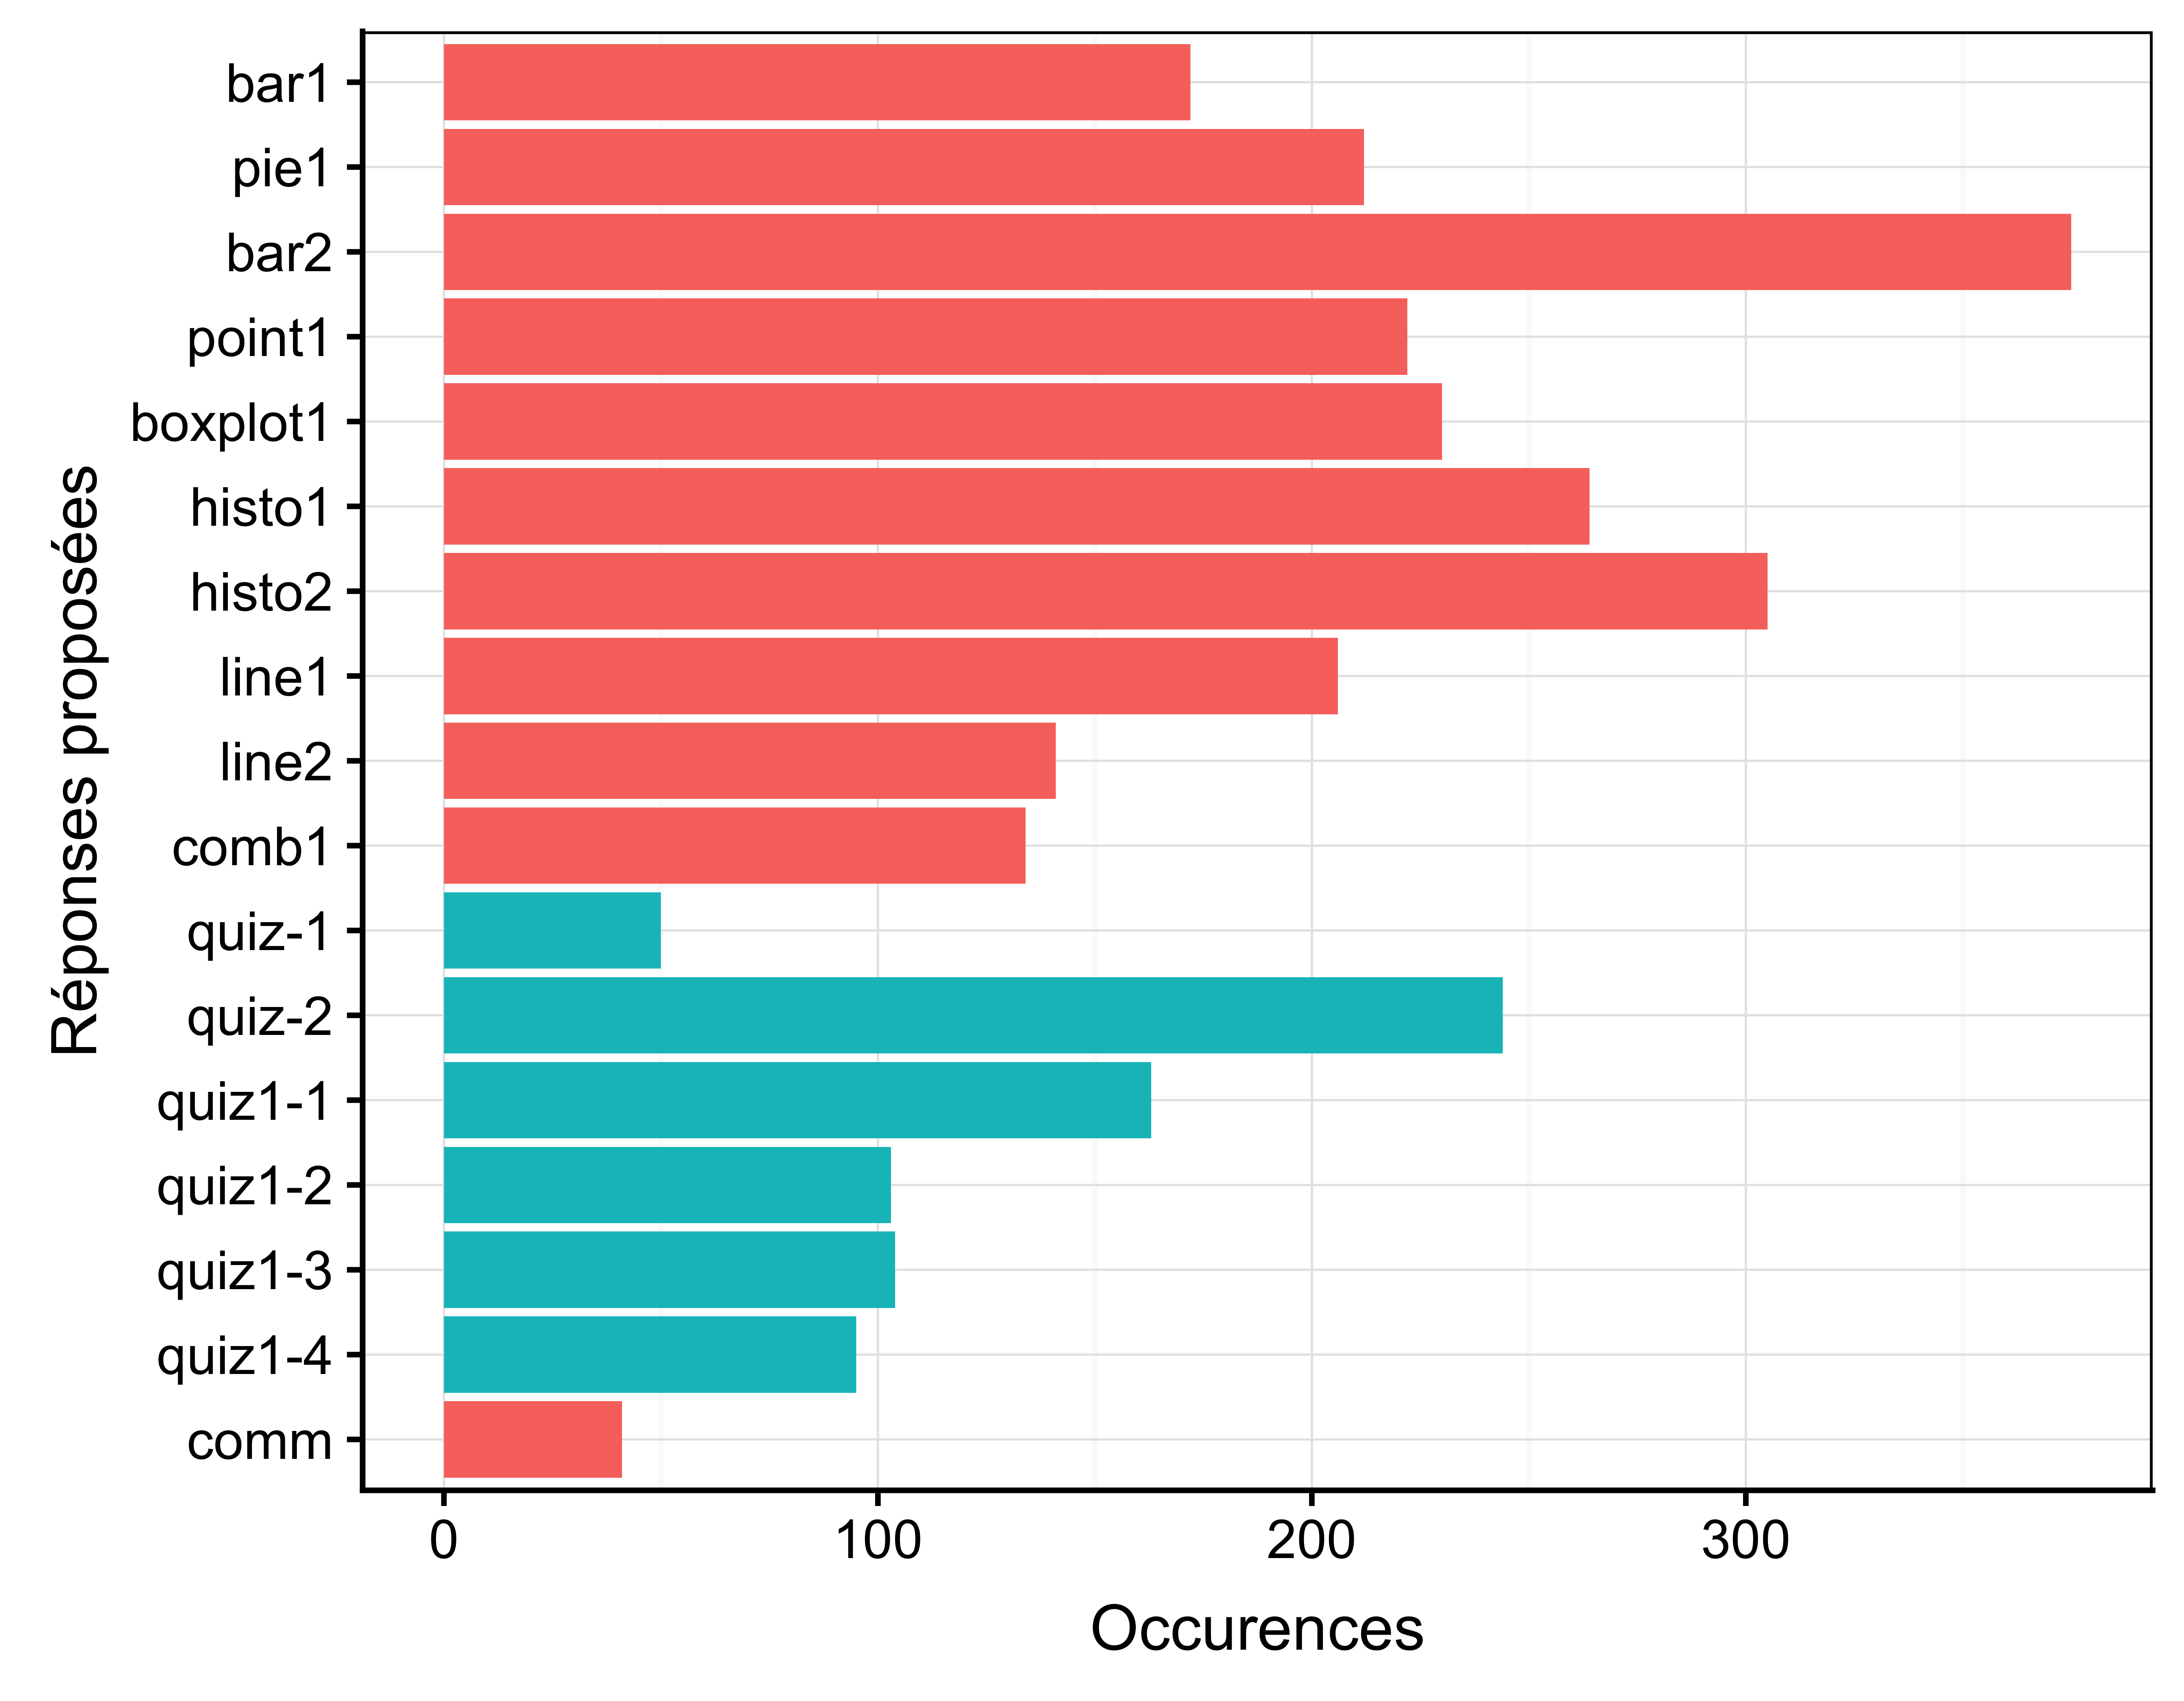 Réponses proposées
bar1
pie1
bar2
point1
boxplot1
histo1
histo2
line1
line2
comb1
quiz-1
quiz-2
quiz1-1
quiz1-2
quiz1-3
quiz1-4
comm
0 100 200 300
Occurences